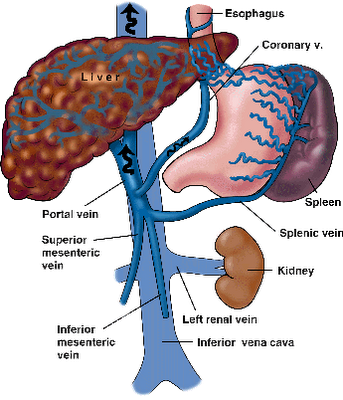 Esophagus
Coronary v.
Liver
Spleen
Portal vein
Splenic vein
Superior
mesenteric
vein
Kidney
Left renal vein
Inferior
mesenteric
vein
Inferior vena cava